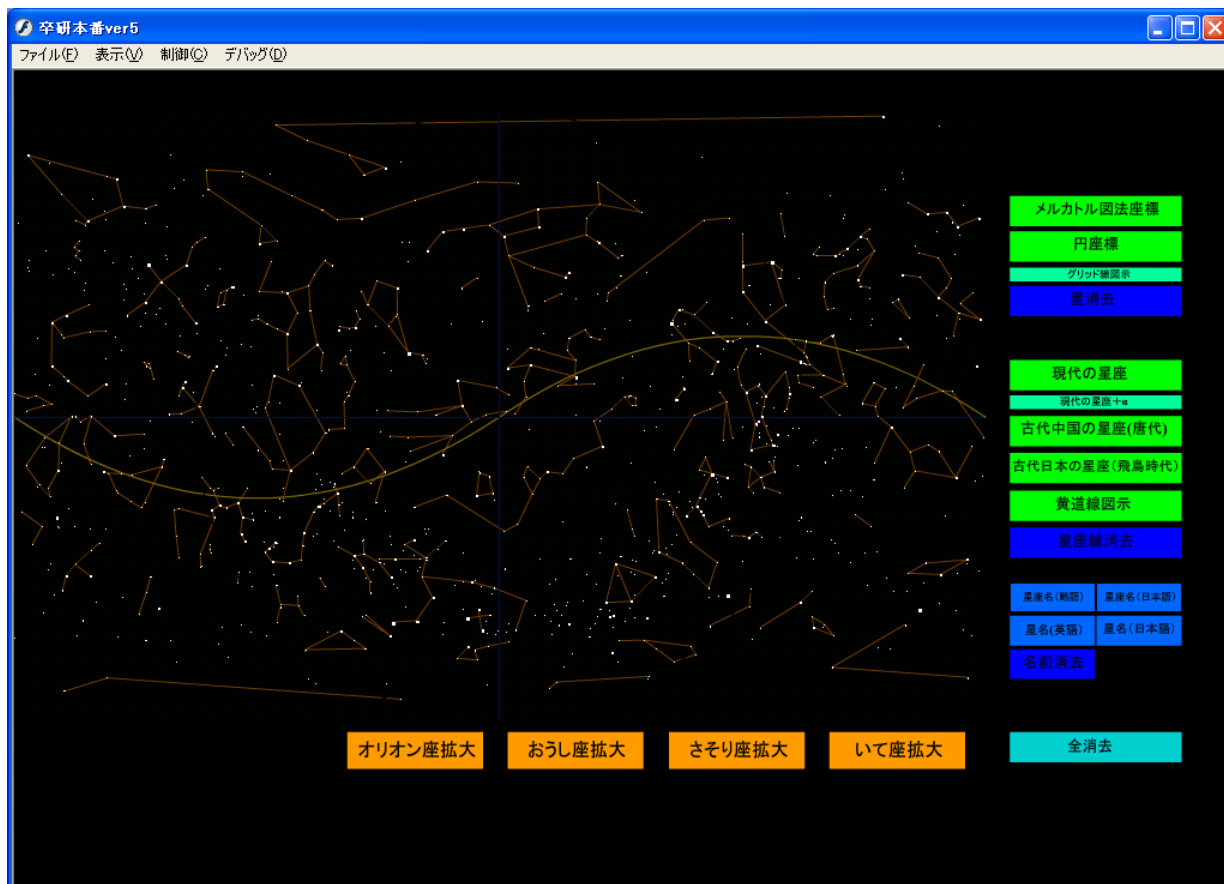 卒研本番ver5
ファイル(F) 表示(V) 制御(C) デバッグ(D)
メルカトル図法座標
円座標
グリッド線図示
星消去
現代の星座
現代の星座+α
古代中国の星座(唐代)
古代日本の星座(飛鳥時代)
黄道線図示
星座線消去
星座名(略語) 星座名(日本語)
星名(英語) 星名(日本語)
名前消去
オリオン座拡大 おうし座拡大 さそり座拡大 いて座拡大 全消去